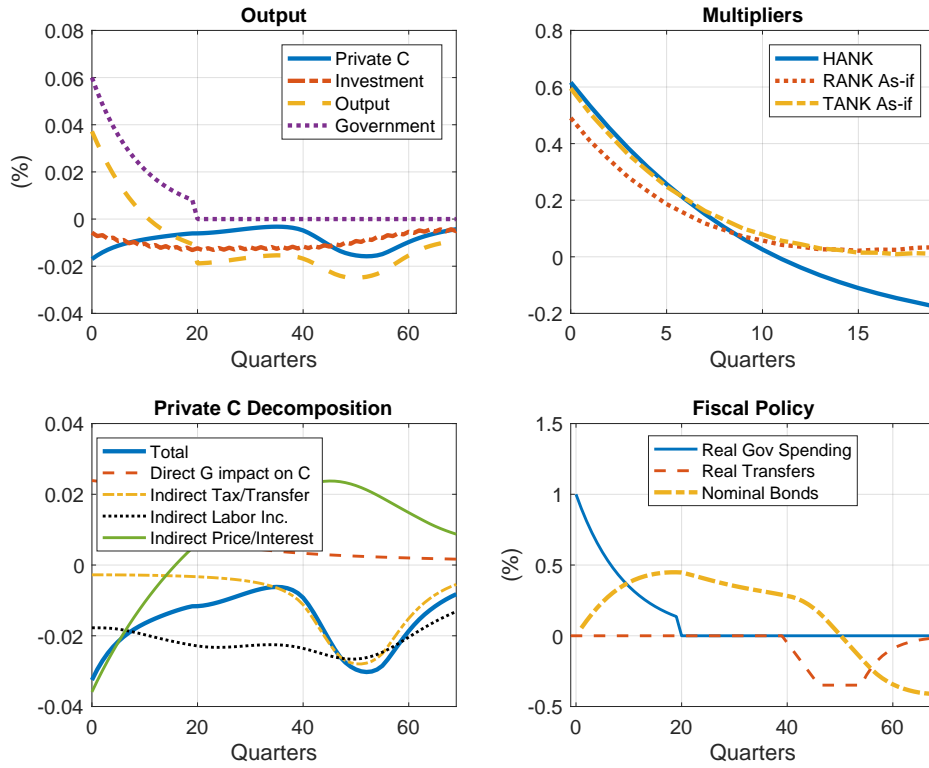 Output
0.08
0.06
0.04
0.02
0
-0.02
-0.04
(%)
0
20
40
60
Quarters
Private C
Investment
Output
Government
Multipliers
0.8
0.6
0.4
0.2
0
-0.2
0
5
10
15
Quarters
HANK
RANK As-if
TANK As-if
Private C Decomposition
0.04
0.02
0
-0.02
-0.04
0
20
40
60
Quarters
Total
Direct G impact on C
Indirect Tax/Transfer
Indirect Labor Inc.
Indirect Price/Interest
Fiscal Policy
1.5
1
0.5
0
-0.5
(%)
0
20
40
60
Quarters
Real Gov Spending
Real Transfers
Nominal Bonds